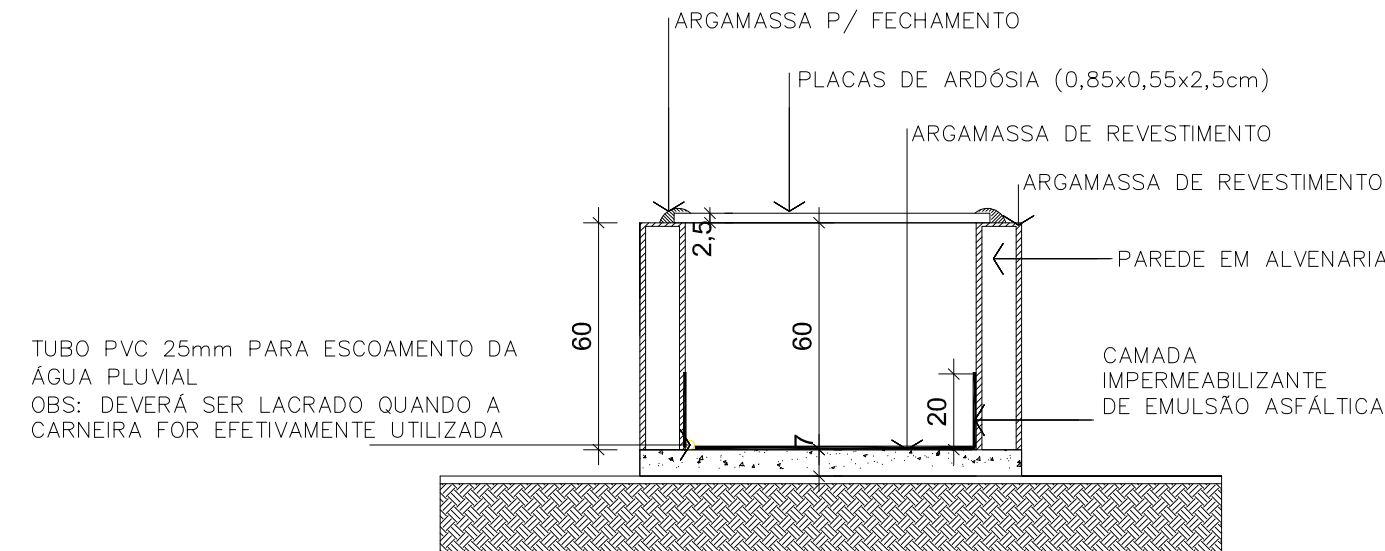 ARGAMASSA P/ FECHAMENTO
PLACAS DE ARDÓSIA (0,85x0,55x2,5cm)
ARGAMASSA DE REVESTIMENTO
ARGAMASSA DE REVESTIMENTO
2,5
PAREDE EM ALVENARIA
60
60
TUBO PVC 25mm PARA ESCOAMENTO DA
ÁGUA PLUVIAL
OBS: DEVERÁ SER LACRADO QUANDO A
CARNEIRA FOR EFETIVAMENTE UTILIZADA
CAMADA
IMPERMEABILIZANTE
DE EMULSÃO ASFÁLTICA
20
7